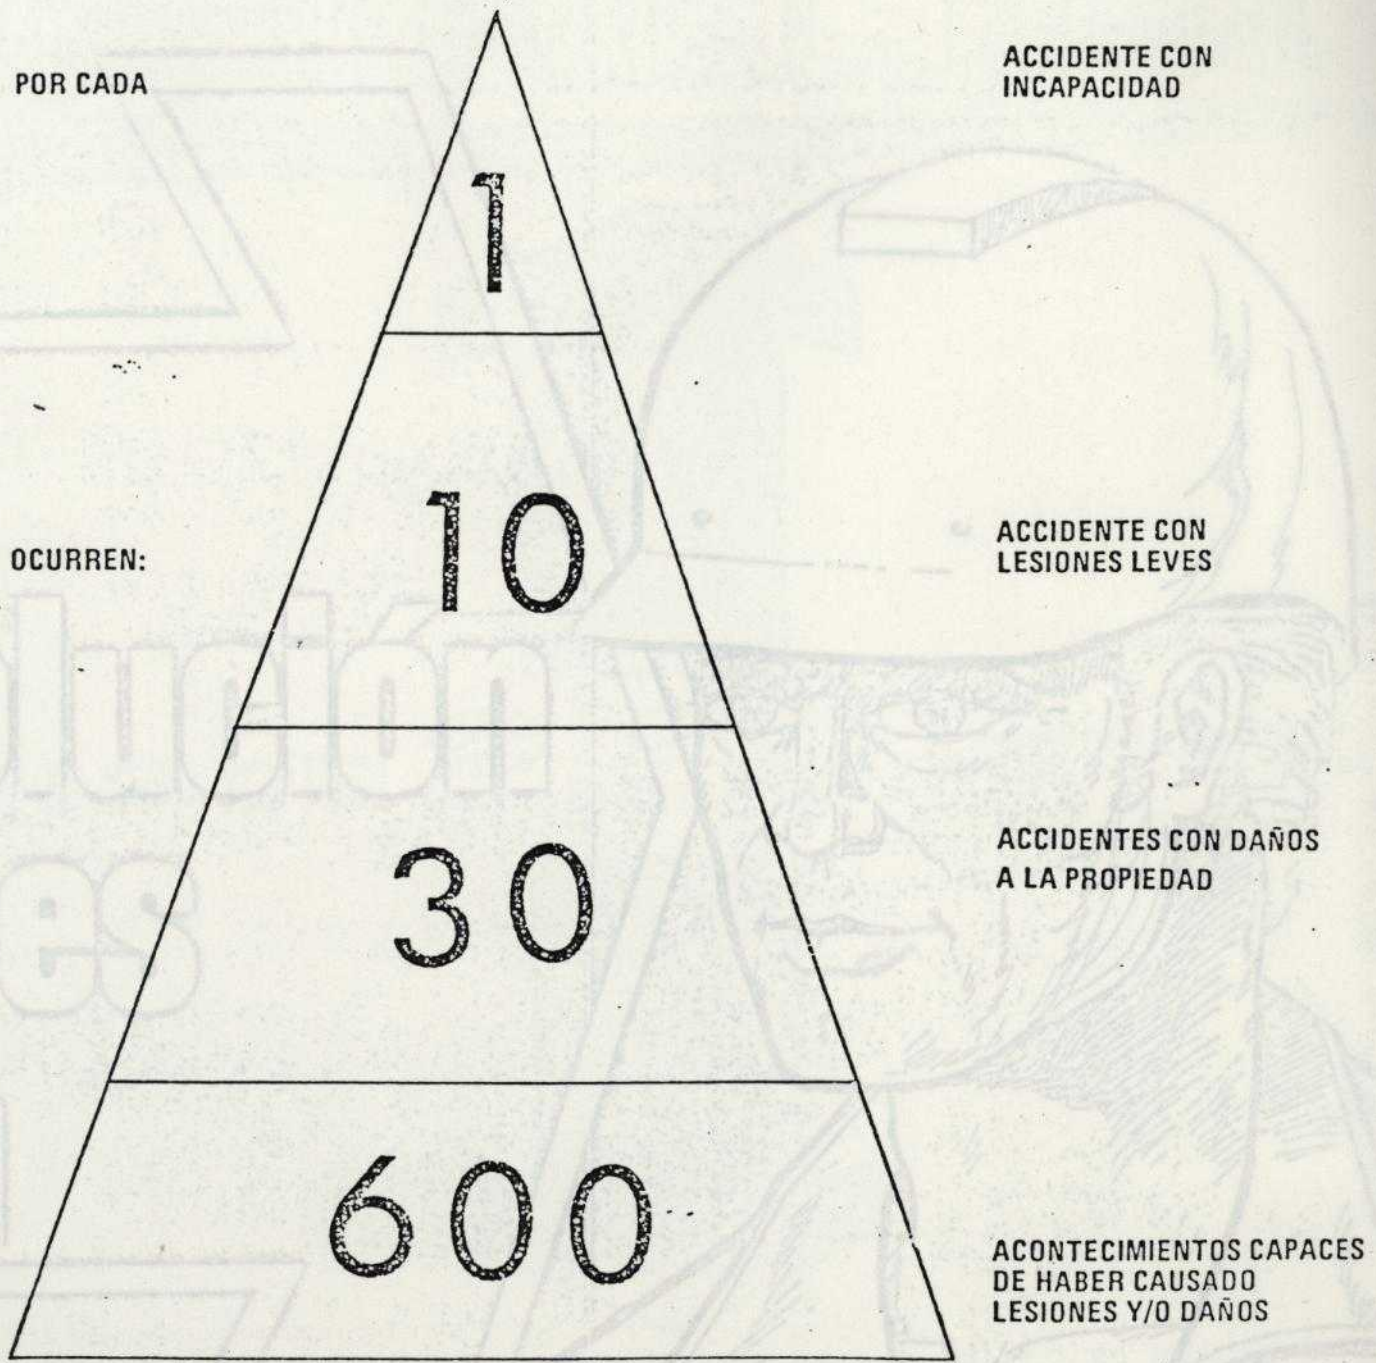 POR CADA
1
ACCIDENTE CON
INCAPACIDAD
OCURREN:
10
ACCIDENTE CON
LESIONES LEVES
30
ACCIDENTES CON DAÑOS
A LA PROPIEDAD
600
ACONTECIMIENTOS CAPACES
DE HABER CAUSADO
LESIONES Y/O DAÑOS